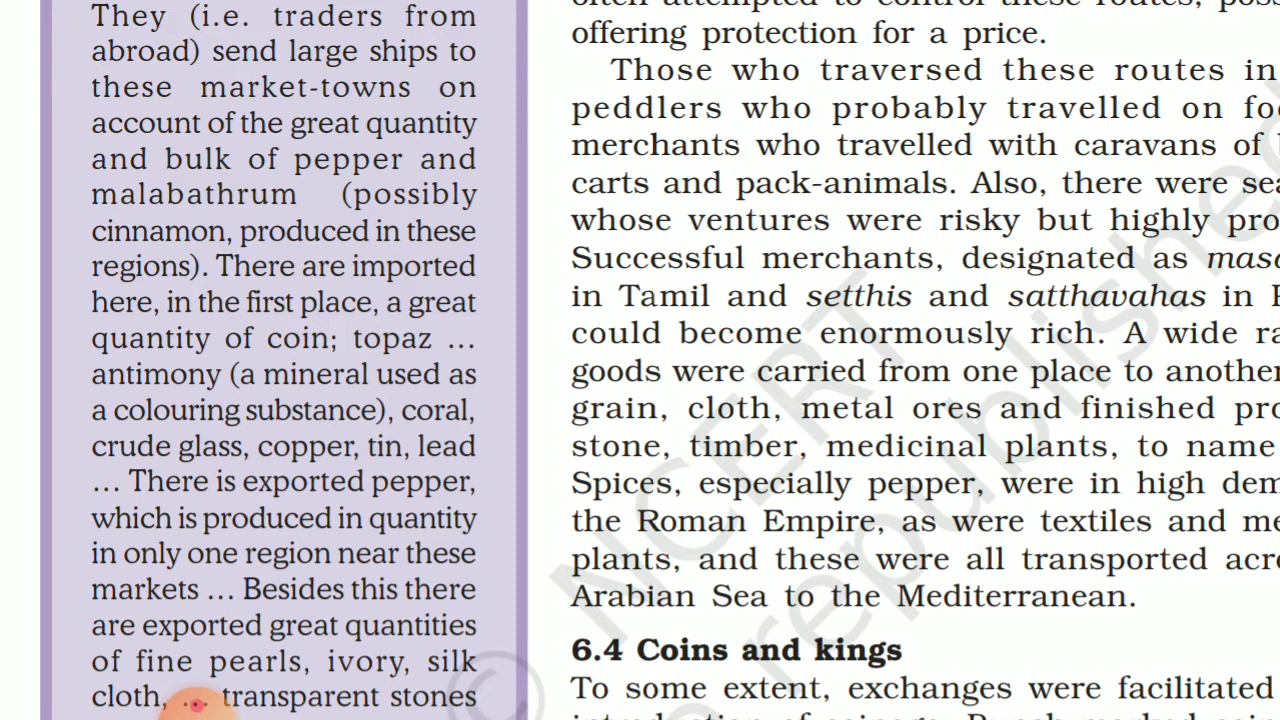 They (i.e. traders from
abroad) send large ships to
these market-towns on
account of the great quantity
and bulk of pepper and
malabathrum (possibly
cinnamon, produced in these
regions). There are imported
here, in the first place, a great
quantity of coin; topaz ...
antimony (a mineral used as
a colouring substance), coral,
crude glass, copper, tin, lead
... There is exported pepper,
which is produced in quantity
in only one region near these
markets ... Besides this there
are exported great quantities
of fine pearls, ivory, silk
cloth, ... transparent stones
offering protection for a price.
Those who traversed these routes in
peddlers who probably travelled on
merchants who travelled with caravans of
carts and pack-animals. Also, there were
whose ventures were risky but highly
Successful merchants, designated as
in Tamil and setthis and satthavahas in
could become enormously rich. A wide
goods were carried from one place to another
grain, cloth, metal ores and finished
stone, timber, medicinal plants, to name
Spices, especially pepper, were in high
the Roman Empire, as were textiles and
plants, and these were all transported
Arabian Sea to the Mediterranean.
6.4 Coins and kings
To some extent, exchanges were facilitated
© NCERT
republished